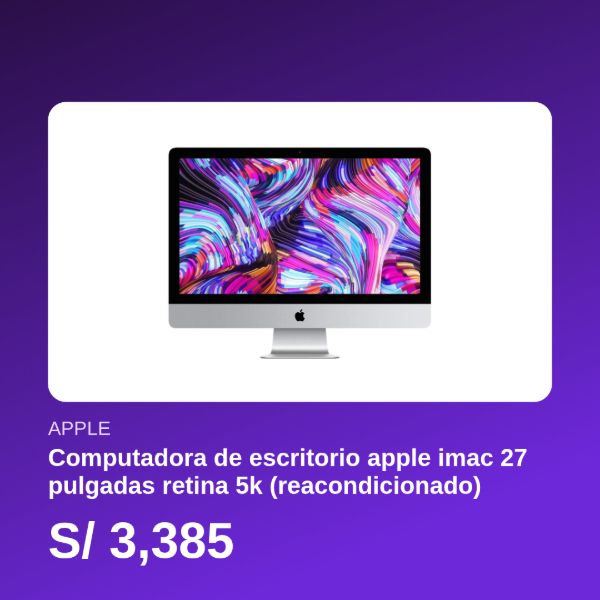 APPLE
Computadora de escritorio apple imac 27
pulgadas retina 5k (reacondicionado)
S/ 3,385